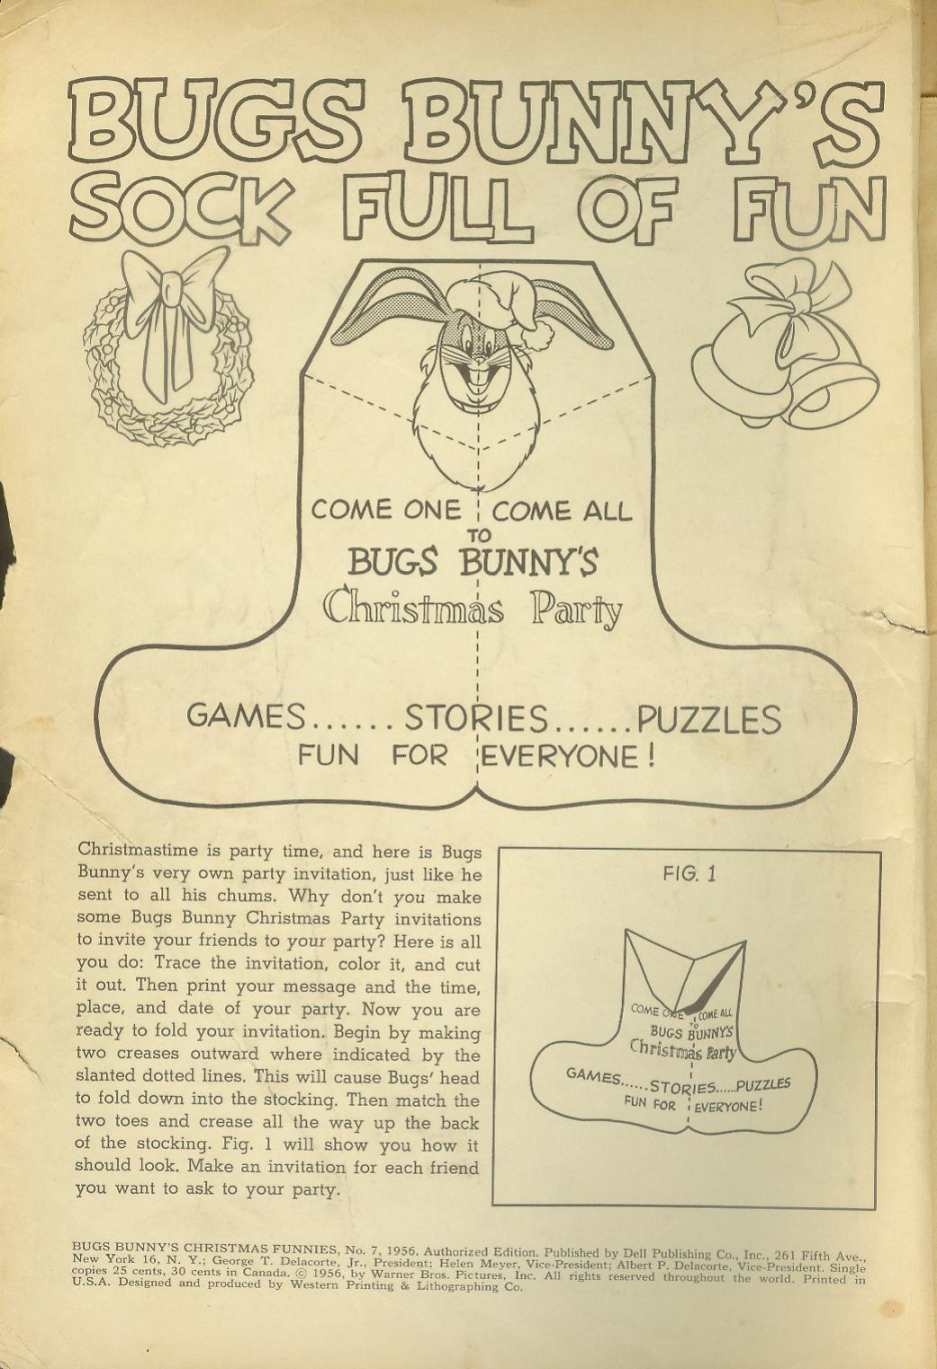 BUGS BUNNY'S
SOCK FULL OF FUN
COME ONE COME ALL
TO
BUGS BUNNY'S
Christmas Party
GAMES...... STORIES......PUZZLES
FUN FOR EVERYONE!
Christmastime is party time, and here is Bugs
Bunny's very own party invitation, just like he
sent to all his chums. Why don't you make
some Bugs Bunny Christmas Party invitations
to invite your friends to your party? Here is all
you do: Trace the invitation, color it, and cut
it out. Then print your message and the time,
place, and date of your party. Now you are
ready to fold your invitation. Begin by making
two creases outward where indicated by the
slanted dotted lines. This will cause Bugs' head
to fold down into the stocking. Then match the
two toes and crease all the way up the back
of the stocking. Fig. 1 will show you how it
should look. Make an invitation for each friend
you want to ask to your party.
FIG. 1
COME ONE COME ALL
TO
BUGS BUNNY'S
Christmas Party
GAMES......STORIES.....PUZZLES
FUN FOR EVERYONE!
BUGS BUNNY'S CHRISTMAS FUNNIES, No. 7, 1956. Authorized Edition. Published by Dell Publishing Co., Inc., 261 Fifth Ave.,
New York 16, N. Y.; George T. Delacorte, Jr., President; Helen Meyer, Vice-President; Albert P. Delacorte, Vice-President. Single
copies 25 cents, 30 cents in Canada. © 1956, by Warner Bros. Pictures, Inc. All rights reserved throughout the world. Printed in
U.S.A. Designed and produced by Western Printing & Lithographing Co.